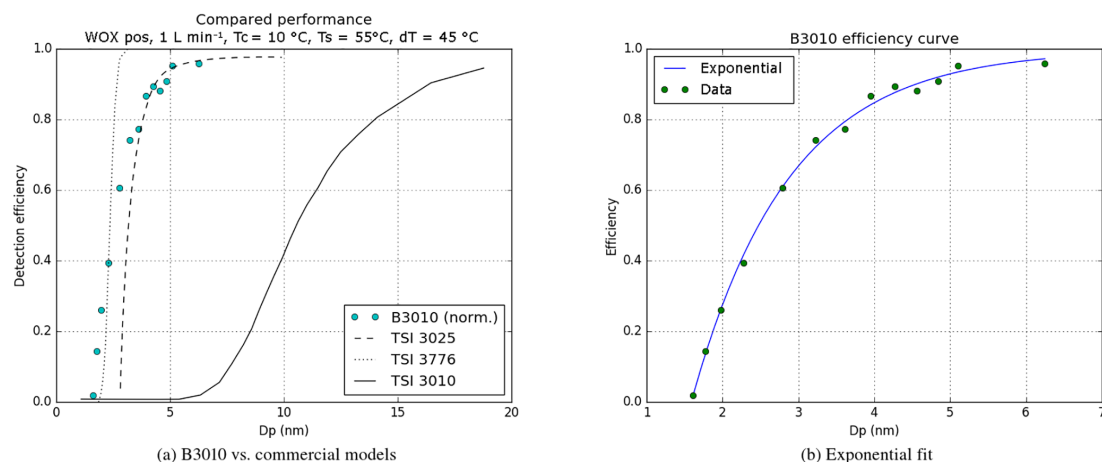 Compared performance
WOX pos, 1 L min⁻¹, Tc = 10 °C, Ts = 55°C, dT = 45 °C
1.0
0.8
0.6
0.4
0.2
0.0
Detection efficiency
B3010 (norm.)
TSI 3025
TSI 3776
TSI 3010
0 5 10 15 20
Dp (nm)
(a) B3010 vs. commercial models
B3010 efficiency curve
1.0
0.8
0.6
0.4
0.2
0.0
Efficiency
Exponential
Data
1 2 3 4 5 6 7
Dp (nm)
(b) Exponential fit